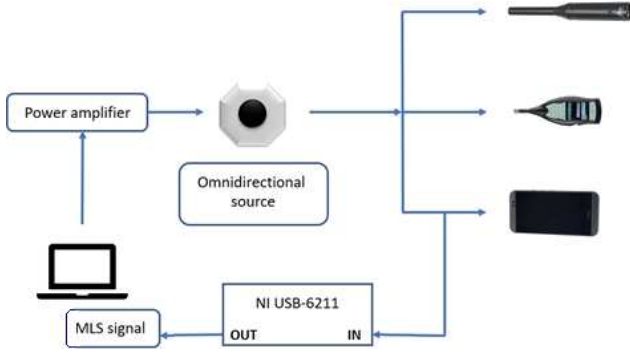 Power amplifier
Omnidirectional
source
NI USB-6211
OUT IN
MLS signal